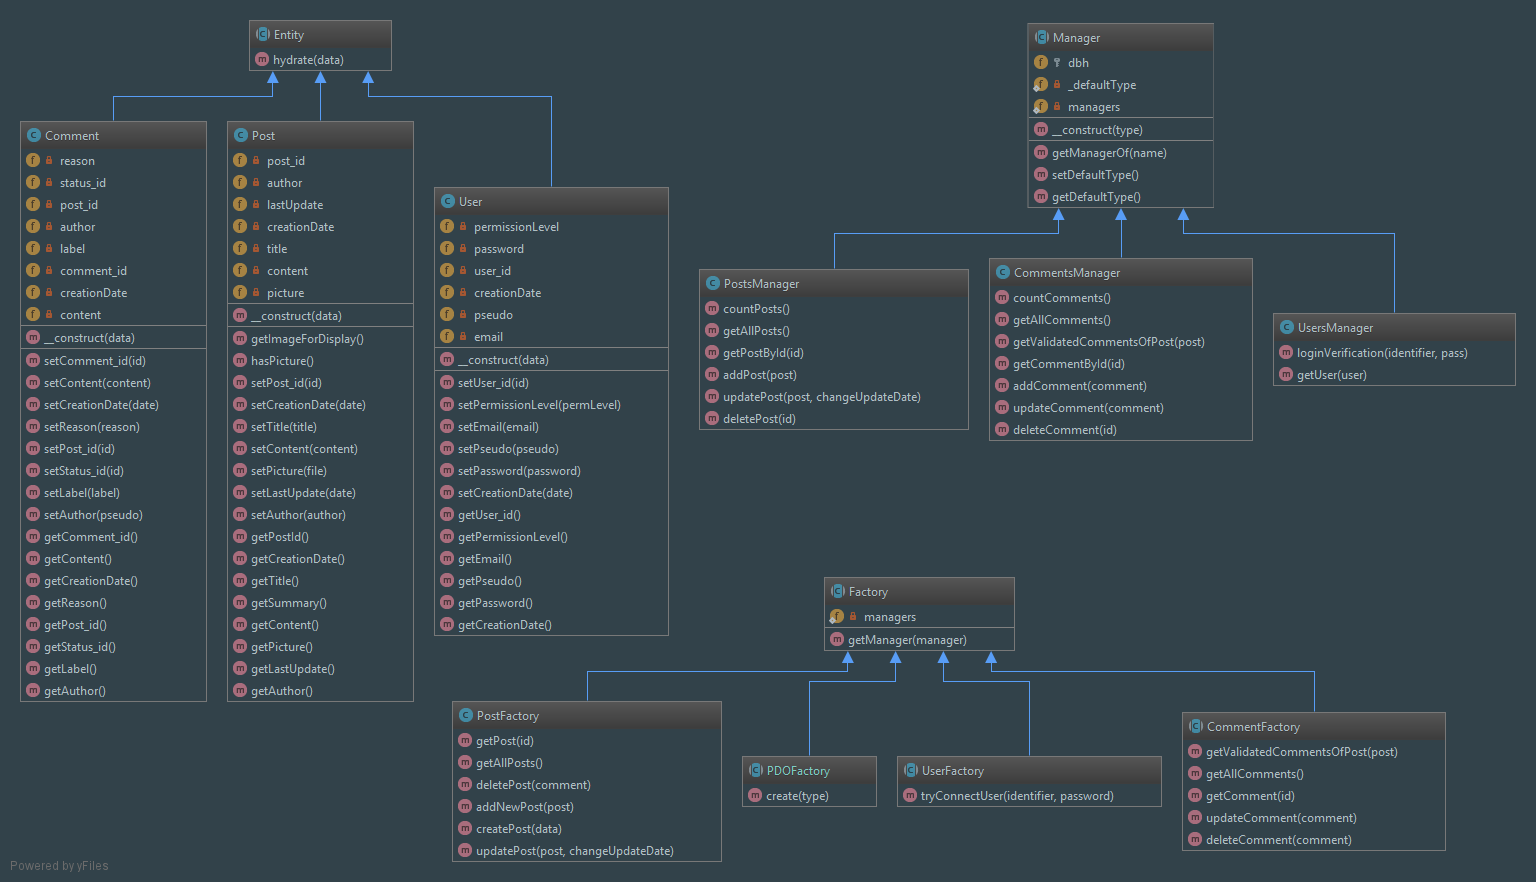 Entity
hydrate(data)
Comment
reason
status_id
post_id
author
label
comment_id
creationDate
content
__construct(data)
setComment_id(id)
setContent(content)
setCreationDate(date)
setReason(reason)
setPost_id(id)
setStatus_id(id)
setLabel(label)
setAuthor(pseudo)
getComment_id()
getContent()
getCreationDate()
getReason()
getPost_id()
getStatus_id()
getLabel()
getAuthor()
Post
post_id
author
lastUpdate
creationDate
title
content
picture
__construct(data)
getImageForDisplay()
hasPicture()
setPost_id(id)
setCreationDate(date)
setTitle(title)
setContent(content)
setPicture(file)
setLastUpdate(date)
setAuthor(author)
getPostId()
getCreationDate()
getTitle()
getSummary()
getContent()
getPicture()
getLastUpdate()
getAuthor()
User
permissionLevel
password
user_id
creationDate
pseudo
email
__construct(data)
setUser_id(id)
setPermissionLevel(permLevel)
setEmail(email)
setPseudo(pseudo)
setPassword(password)
setCreationDate(date)
getUser_id()
getPermissionLevel()
getEmail()
getPseudo()
getPassword()
getCreationDate()
Manager
dbh
_defaultType
managers
__construct(type)
getManagerOf(name)
setDefaultType()
getDefaultType()
PostsManager
countPosts()
getAllPosts()
getPostById(id)
addPost(post)
updatePost(post, changeUpdateDate)
deletePost(id)
CommentsManager
countComments()
getAllComments()
getValidatedCommentsOfPost(post)
getCommentById(id)
addComment(comment)
updateComment(comment)
deleteComment(id)
UsersManager
loginVerification(identifier, pass)
getUser(user)
Factory
managers
getManager(manager)
PostFactory
getPost(id)
getAllPosts()
deletePost(comment)
addNewPost(post)
createPost(data)
updatePost(post, changeUpdateDate)
PDOFactory
create(type)
UserFactory
tryConnectUser(identifier, password)
CommentFactory
getValidatedCommentsOfPost(post)
getAllComments()
getComment(id)
updateComment(comment)
deleteComment(comment)
Powered by yFiles